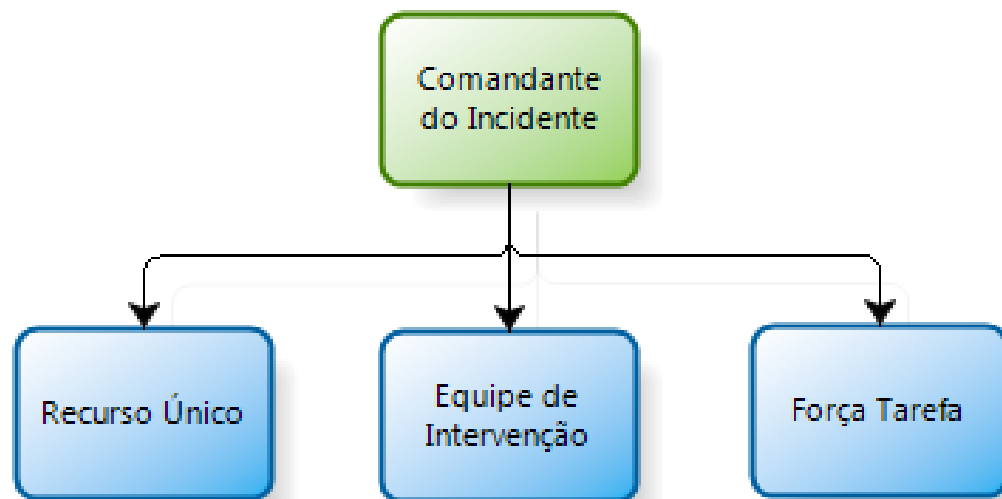 Comandante
do Incidente
Recurso Único
Equipe de
Intervenção
Força Tarefa